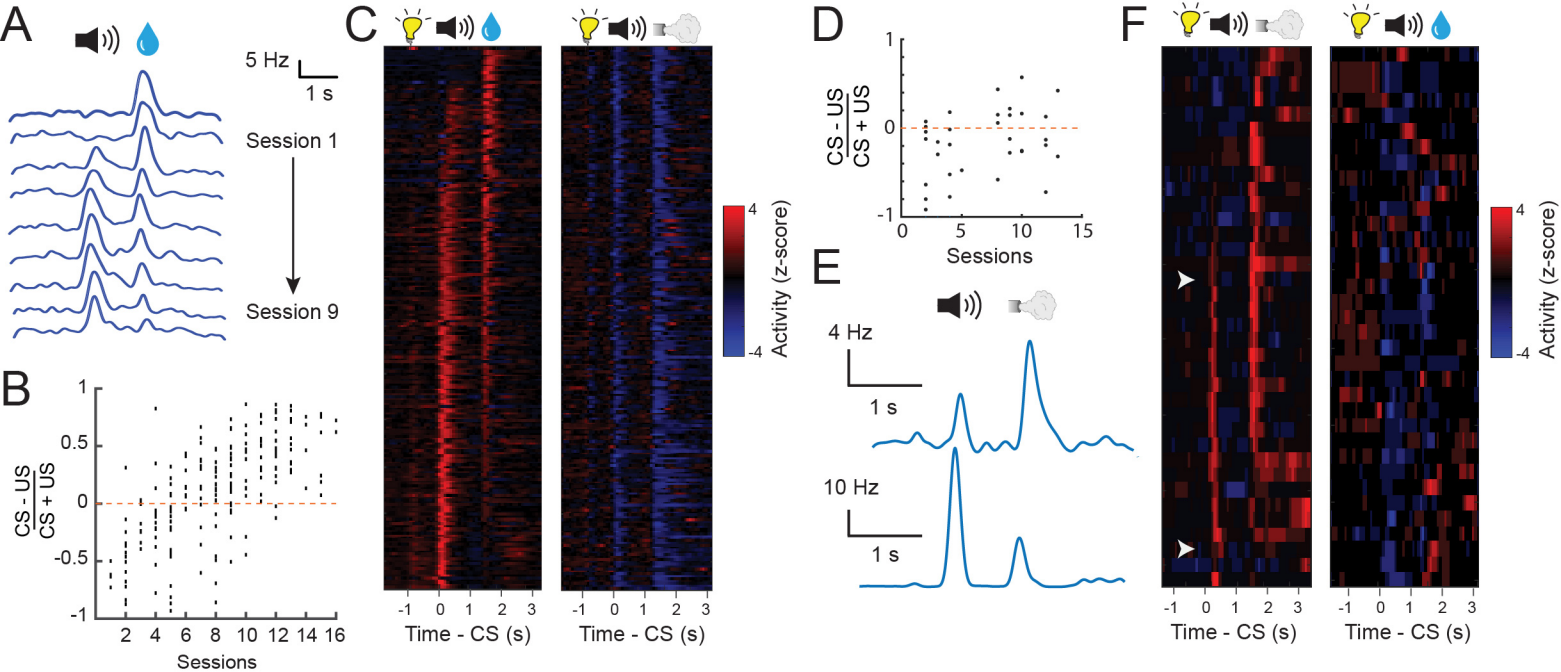 A
5 Hz
1 s
Session 1
Session 9
B
CS - US
CS + US
1
0.5
0
-0.5
-1
2 4 6 8 10 12 14 16
Sessions
C
-1 0 1 2 3
Time - CS (s)
-1 0 1 2 3
Time - CS (s)
4
-4
Activity (z-score)
D
CS - US
CS + US
1
0
-1
0 5 10 15
Sessions
E
4 Hz
1 s
10 Hz
1 s
F
-1 0 1 2 3
Time - CS (s)
-1 0 1 2 3
Time - CS (s)
4
-4
Activity (z-score)